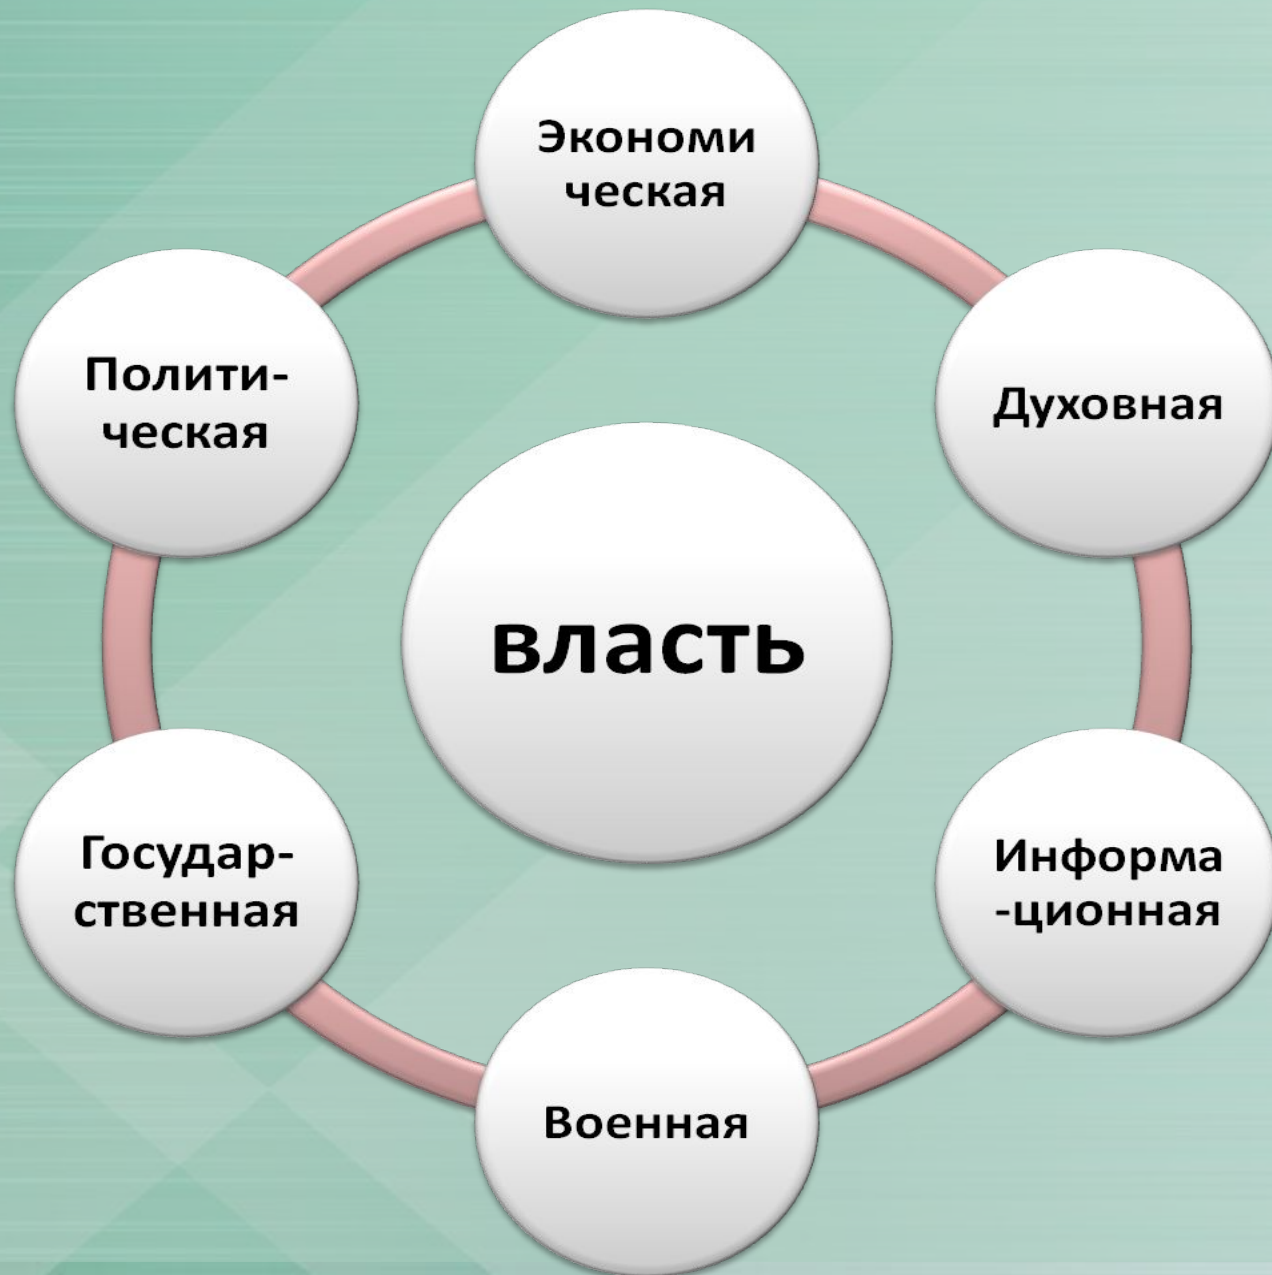 Экономи
ческая
Полити-
ческая
Духовная
власть
Государ-
ственная
Информа
-ционная
Военная